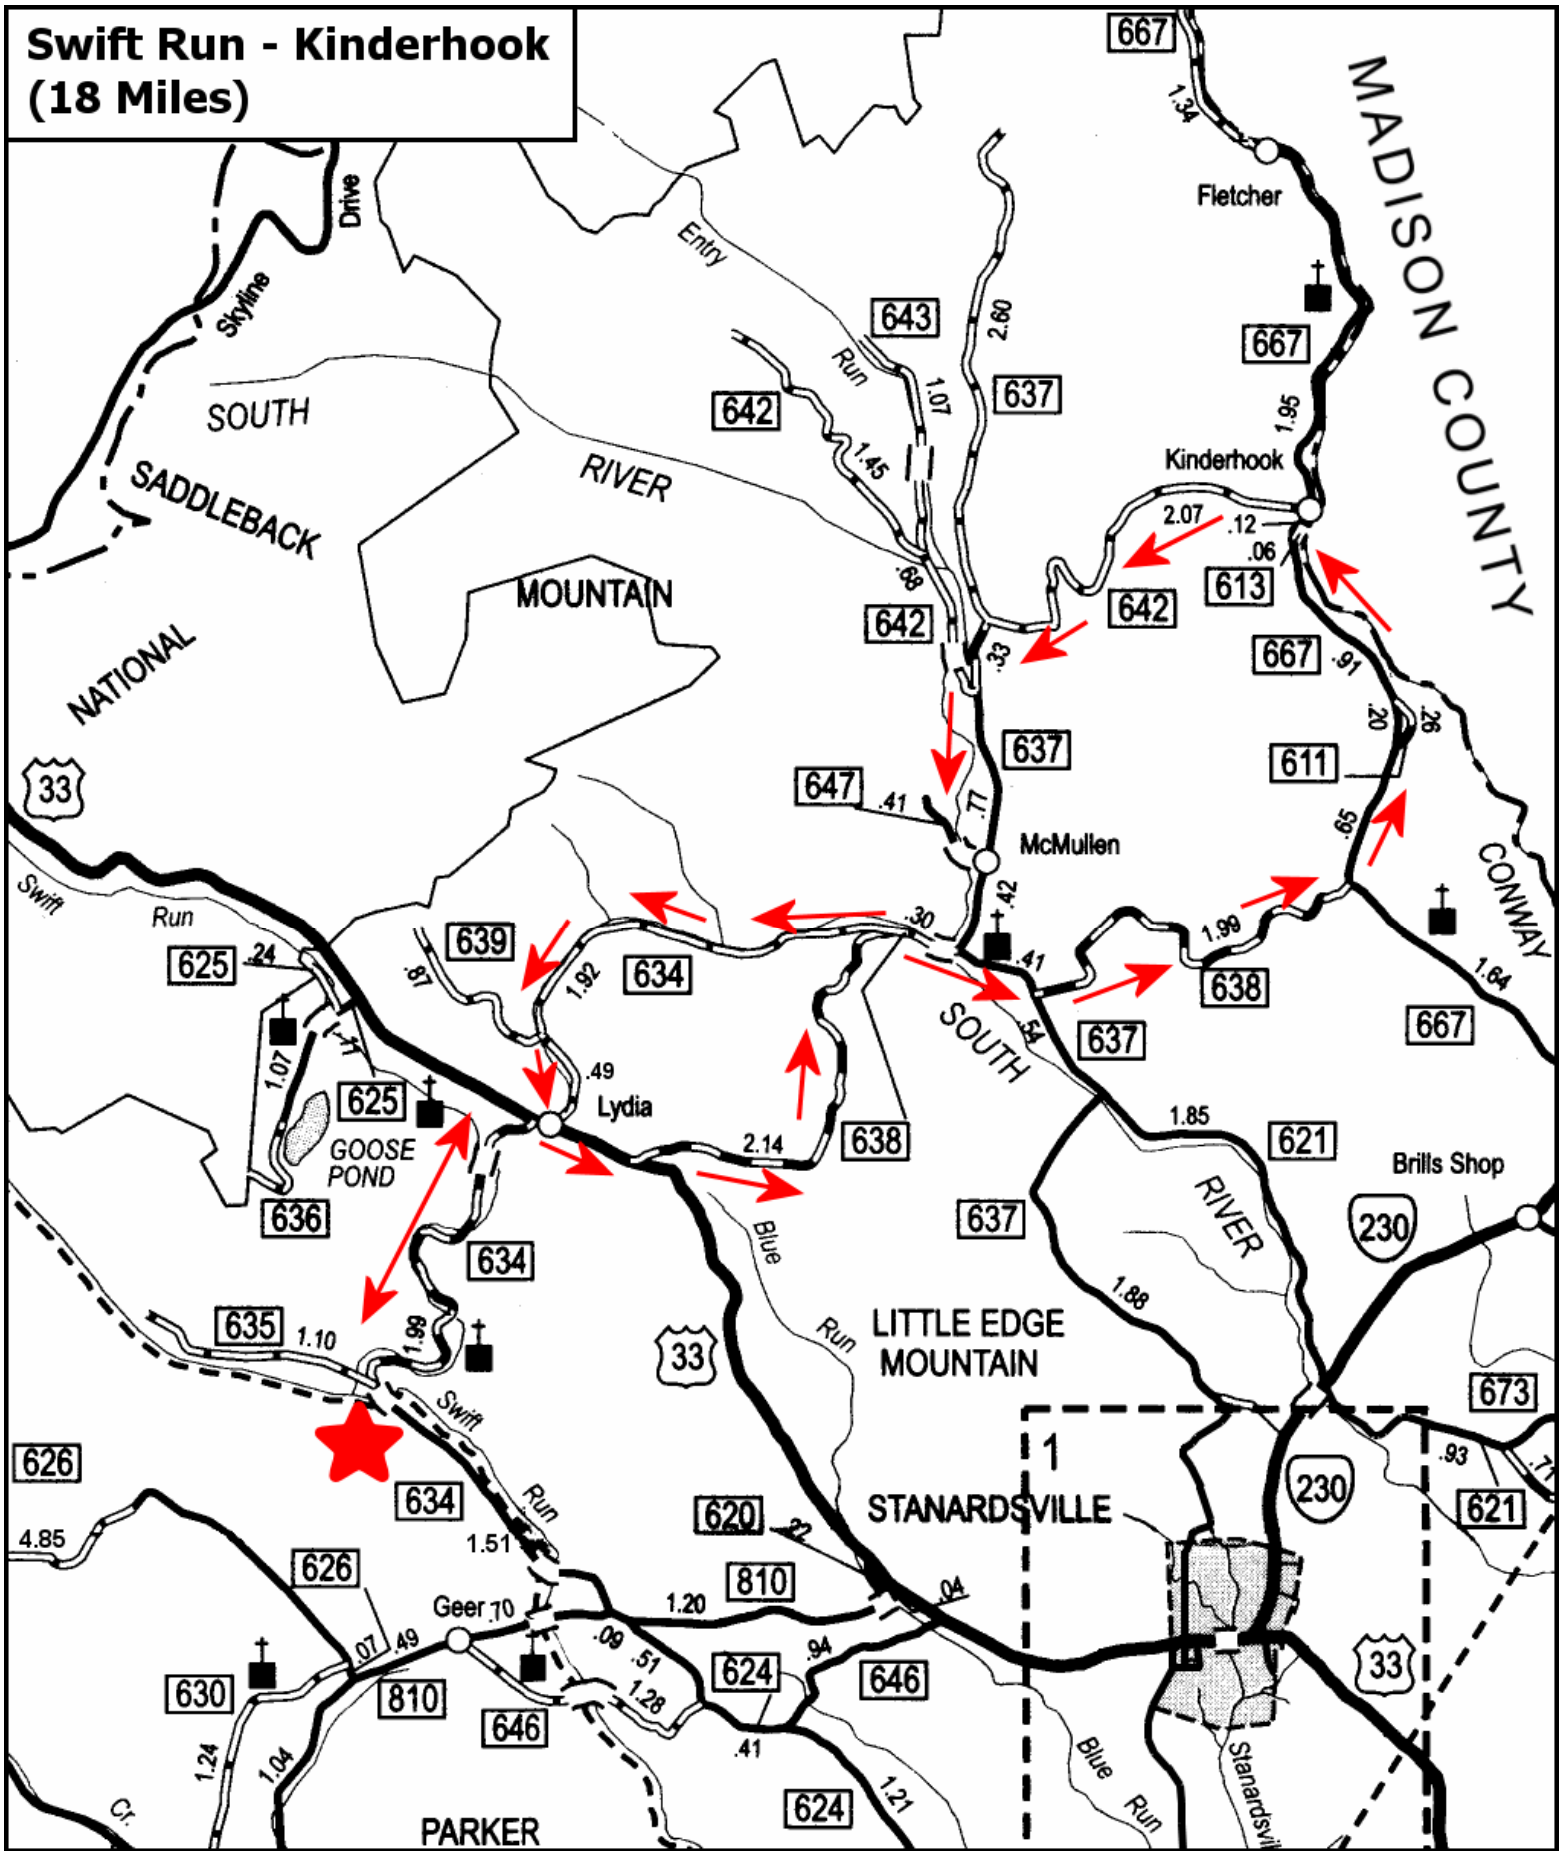 Swift Run - Kinderhook
(18 Miles)
667
1.34
MADISON COUNTY
Fletcher
Drive
Skyline
Entry
Run
643
2.60
667
1.07
637
642
1.95
SOUTH
RIVER
1.45
Kinderhook
SADDLEBACK
2.07
.12
.06
613
.68
MOUNTAIN
642
642
.33
667
.91
NATIONAL
.20
.26
637
611
33
647
.41
.77
.65
McMullen
CONWAY
Swift
Run
.42
.30
1.99
639
625
.24
.87
1.92
634
.41
638
1.64
667
SOUTH
.54
637
.11
1.07
625
.49
Lydia
GOOSE
POND
2.14
638
1.85
621
Brills Shop
636
634
Blue
637
RIVER
230
635
1.10
1.99
33
Run
LITTLE EDGE
MOUNTAIN
1.88
673
Swift
626
1
.93
.71
634
Run
620
.22
STANARDSVILLE
230
621
4.85
1.51
626
810
.04
Geer
.70
1.20
.07
.49
.09
.51
.94
624
646
33
630
810
646
1.28
.41
1.24
1.04
Blue
Run
Stanardsvil
Cr.
PARKER
624
1.21